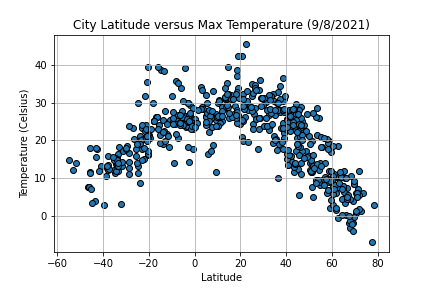 City Latitude versus Max Temperature (9/8/2021)
Temperature (Celsius)
40
30
20
10
0
−60 −40 −20 0 20 40 60 80
Latitude